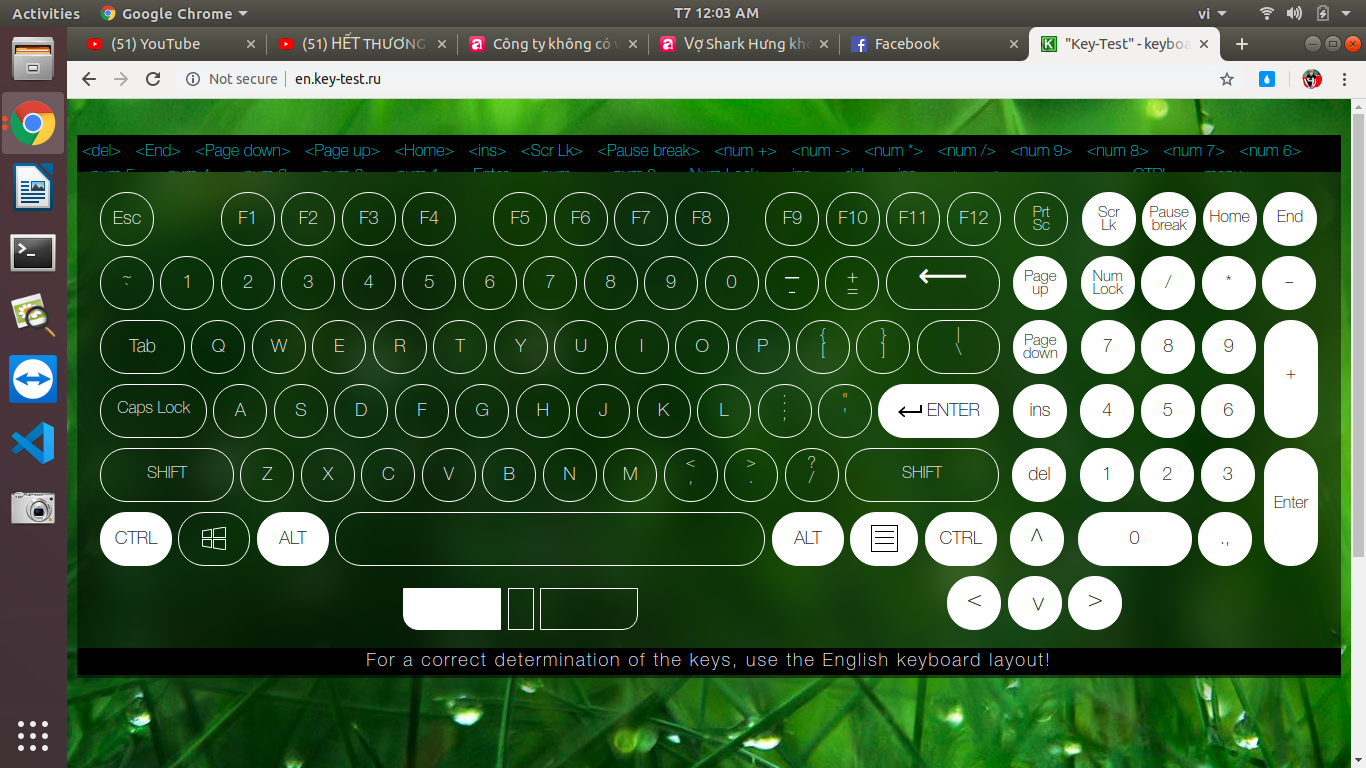 Activities Google Chrome T7 12:03 AM vi
(51) YouTube (51) HẾT THƯƠNG Công ty không có Vợ Shark Hưng Facebook "Key-Test" - keyboa
Not secure en.key-test.ru
<del> <End> <Page down> <Page up> <Home> <ins> <Scr Lk> <Pause break> <num +> <num -> <num *> <num /> <num 9> <num 8> <num 7> <num 6>
Esc F1 F2 F3 F4 F5 F6 F7 F8 F9 F10 F11 F12 Prt Sc Scr Lk Pause break Home End
~ ` 1 2 3 4 5 6 7 8 9 0 — - + = ⟵ Page up Num Lock / * −
Tab Q W E R T Y U I O P { [ } ] | \ Page down 7 8 9 +
Caps Lock A S D F G H J K L : ; " ' ENTER ins 4 5 6
SHIFT Z X C V B N M < , > . ? / SHIFT del 1 2 3 Enter
CTRL ALT ALT CTRL ^ 0 .,
< v >
For a correct determination of the keys, use the English keyboard layout!